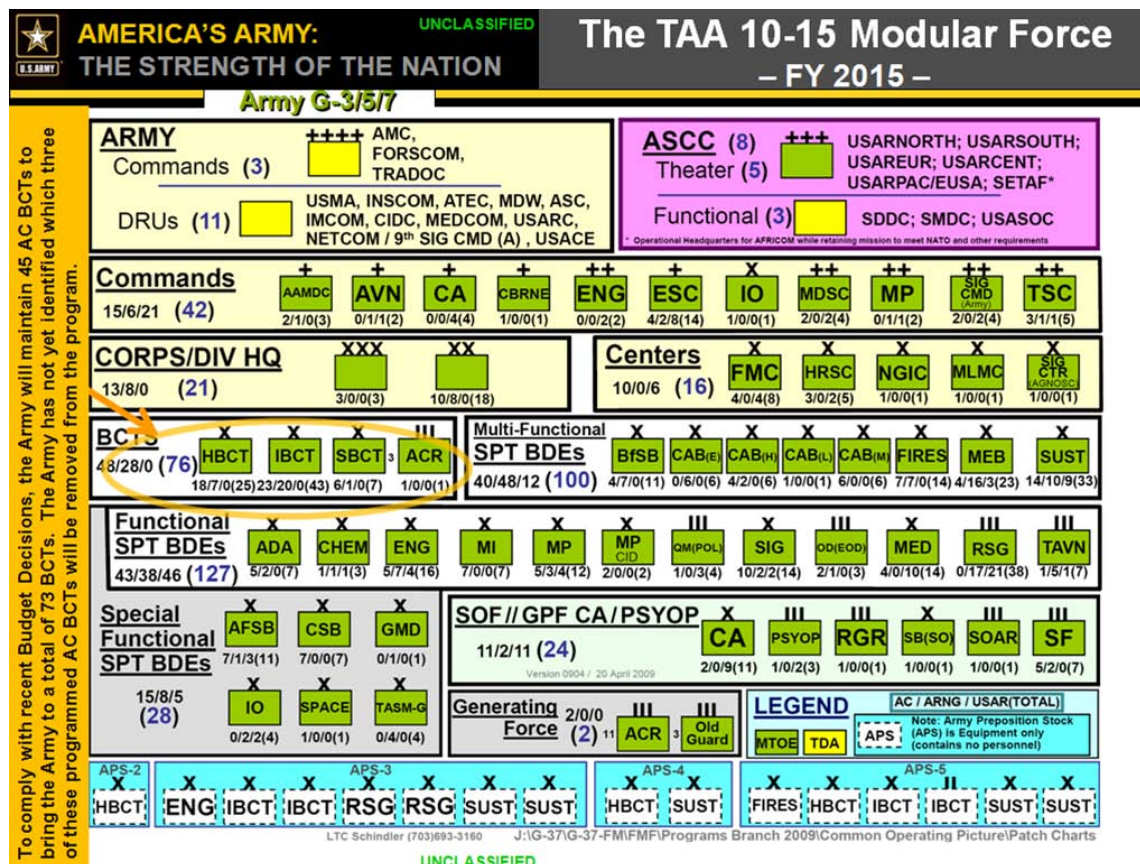 U.S.ARMY
AMERICA'S ARMY:
THE STRENGTH OF THE NATION
UNCLASSIFIED
The TAA 10-15 Modular Force
– FY 2015 –
Army G-3/5/7
To comply with recent Budget Decisions, the Army will maintain 45 AC BCTs to
bring the Army to a total of 73 BCTs. The Army has not yet identified which three
of these programmed AC BCTs will be removed from the program.
ARMY
Commands (3)
++++ AMC,
FORSCOM,
TRADOC
DRUs (11)
USMA, INSCOM, ATEC, MDW, ASC,
IMCOM, CIDC, MEDCOM, USARC,
NETCOM / 9th SIG CMD (A) , USACE
ASCC (8)
Theater (5)
+++
USARNORTH; USARSOUTH;
USAREUR; USARCENT;
USARPAC/EUSA; SETAF*
Functional (3)
SDDC; SMDC; USASOC
* Operational Headquarters for AFRICOM while retaining mission to meet NATO and other requirements
Commands
15/6/21 (42)
+ + + + ++ + X ++ ++ ++ ++
AAMDC AVN CA CBRNE ENG ESC IO MDSC MP SIG CMD (Army) TSC
2/1/0(3) 0/1/1(2) 0/0/4(4) 1/0/0(1) 0/0/2(2) 4/2/8(14) 1/0/0(1) 2/0/2(4) 0/1/1(2) 2/0/2(4) 3/1/1(5)
CORPS/DIV HQ
13/8/0 (21)
XXX XX
3/0/0(3) 10/8/0(18)
Centers
10/0/6 (16)
X X X X X
FMC HRSC NGIC MLMC SIG CTR (AGNOSC)
4/0/4(8) 3/0/2(5) 1/0/0(1) 1/0/0(1) 1/0/0(1)
BCTS
48/28/0 (76)
X X X III
HBCT IBCT SBCT 3 ACR
18/7/0(25) 23/20/0(43) 6/1/0(7) 1/0/0(1)
Multi-Functional
SPT BDEs
40/48/12 (100)
X X X X X X X X
BfSB CAB(E) CAB(H) CAB(L) CAB(M) FIRES MEB SUST
4/7/0(11) 0/6/0(6) 4/2/0(6) 1/0/0(1) 6/0/0(6) 7/7/0(14) 4/16/3(23) 14/10/9(33)
Functional
SPT BDEs
43/38/46 (127)
X X X X X X III X III X III III
ADA CHEM ENG MI MP MP CID QM(POL) SIG OD(EOD) MED RSG TAVN
5/2/0(7) 1/1/1(3) 5/7/4(16) 7/0/0(7) 5/3/4(12) 2/0/0(2) 1/0/3(4) 10/2/2(14) 2/1/0(3) 4/0/10(14) 0/17/21(38) 1/5/1(7)
Special
Functional
SPT BDEs
15/8/5
(28)
X X X
AFSB CSB GMD
7/1/3(11) 7/0/0(7) 0/1/0(1)
X X X
IO SPACE TASM-G
0/2/2(4) 1/0/0(1) 0/4/0(4)
SOF // GPF CA/PSYOP
11/2/11 (24)
Version 0904 / 20 April 2009
X III III X III III
CA PSYOP RGR SB(SO) SOAR SF
2/0/9(11) 1/0/2(3) 1/0/0(1) 1/0/0(1) 1/0/0(1) 5/2/0(7)
Generating
Force
2/0/0
(2)
III III
11 ACR 3 Old Guard
LEGEND
AC / ARNG / USAR(TOTAL)
MTOE TDA APS
Note: Army Preposition Stock
(APS) is Equipment only
(contains no personnel)
APS-2
X
HBCT
APS-3
X X X X X X X
ENG IBCT IBCT RSG RSG SUST SUST
APS-4
X X
HBCT SUST
APS-5
X X X II X X
FIRES HBCT IBCT IBCT SUST SUST
LTC Schindler (703)693-3160
J:\G-37\G-37-FM\FMF\Programs Branch 2009\Common Operating Picture\Patch Charts
UNCLASSIFIED